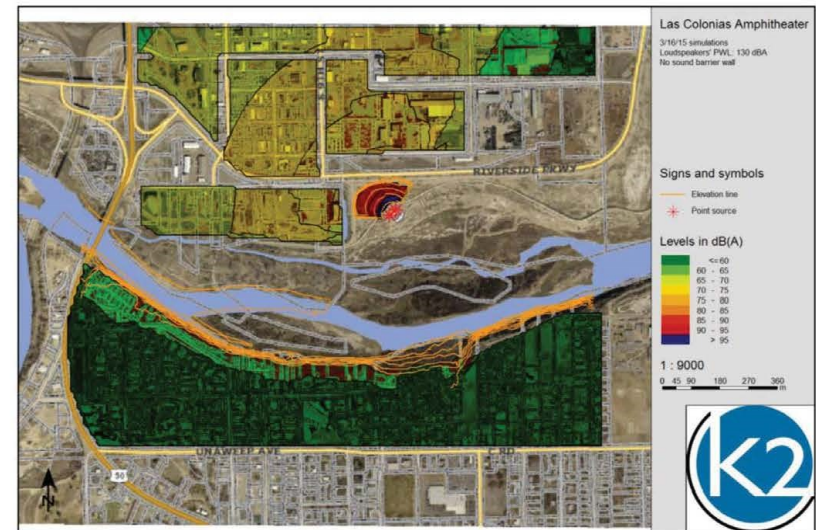 Las Colonias Amphitheater
3/16/15 simulations
Loudspeakers' PWL: 130 dBA
No sound barrier wall
RIVERSIDE PKWY
Signs and symbols
Elevation line
Point source
Levels in dB(A)
<=60
60 - 65
65 - 70
70 - 75
75 - 80
80 - 85
85 - 90
90 - 95
> 95
1 : 9000
0 45 90 180 270 360
m
UNAWEEP AVE
C RD
50
N
k2